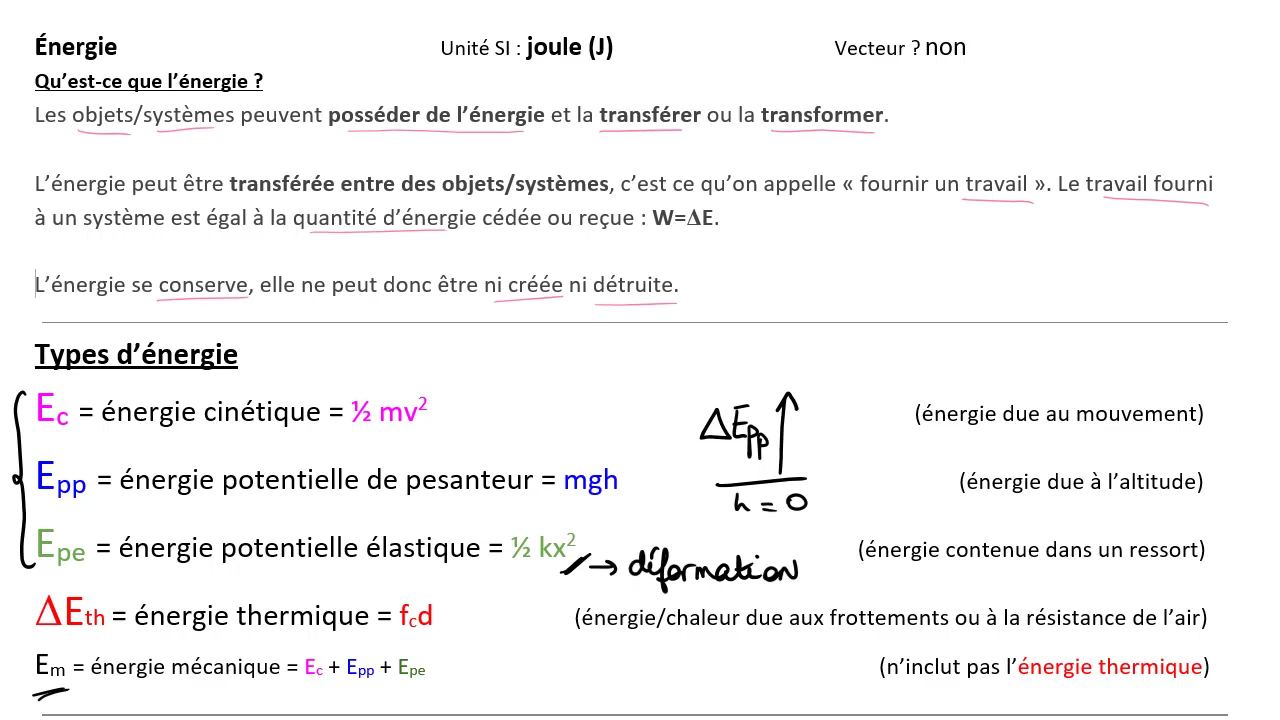 Énergie Unité SI : joule (J) Vecteur ? non
Qu'est-ce que l'énergie ?
Les objets/systèmes peuvent posséder de l'énergie et la transférer ou la transformer.
L'énergie peut être transférée entre des objets/systèmes, c'est ce qu'on appelle « fournir un travail ». Le travail fourni
à un système est égal à la quantité d'énergie cédée ou reçue : W=ΔE.
L'énergie se conserve, elle ne peut donc être ni créée ni détruite.
Types d'énergie
Ec = énergie cinétique = ½ mv² (énergie due au mouvement)
ΔEpp
Epp = énergie potentielle de pesanteur = mgh (énergie due à l'altitude)
h = 0
Epe = énergie potentielle élastique = ½ kx² (énergie contenue dans un ressort)
→ déformation
ΔEth = énergie thermique = fcd (énergie/chaleur due aux frottements ou à la résistance de l'air)
Em = énergie mécanique = Ec + Epp + Epe (n'inclut pas l'énergie thermique)